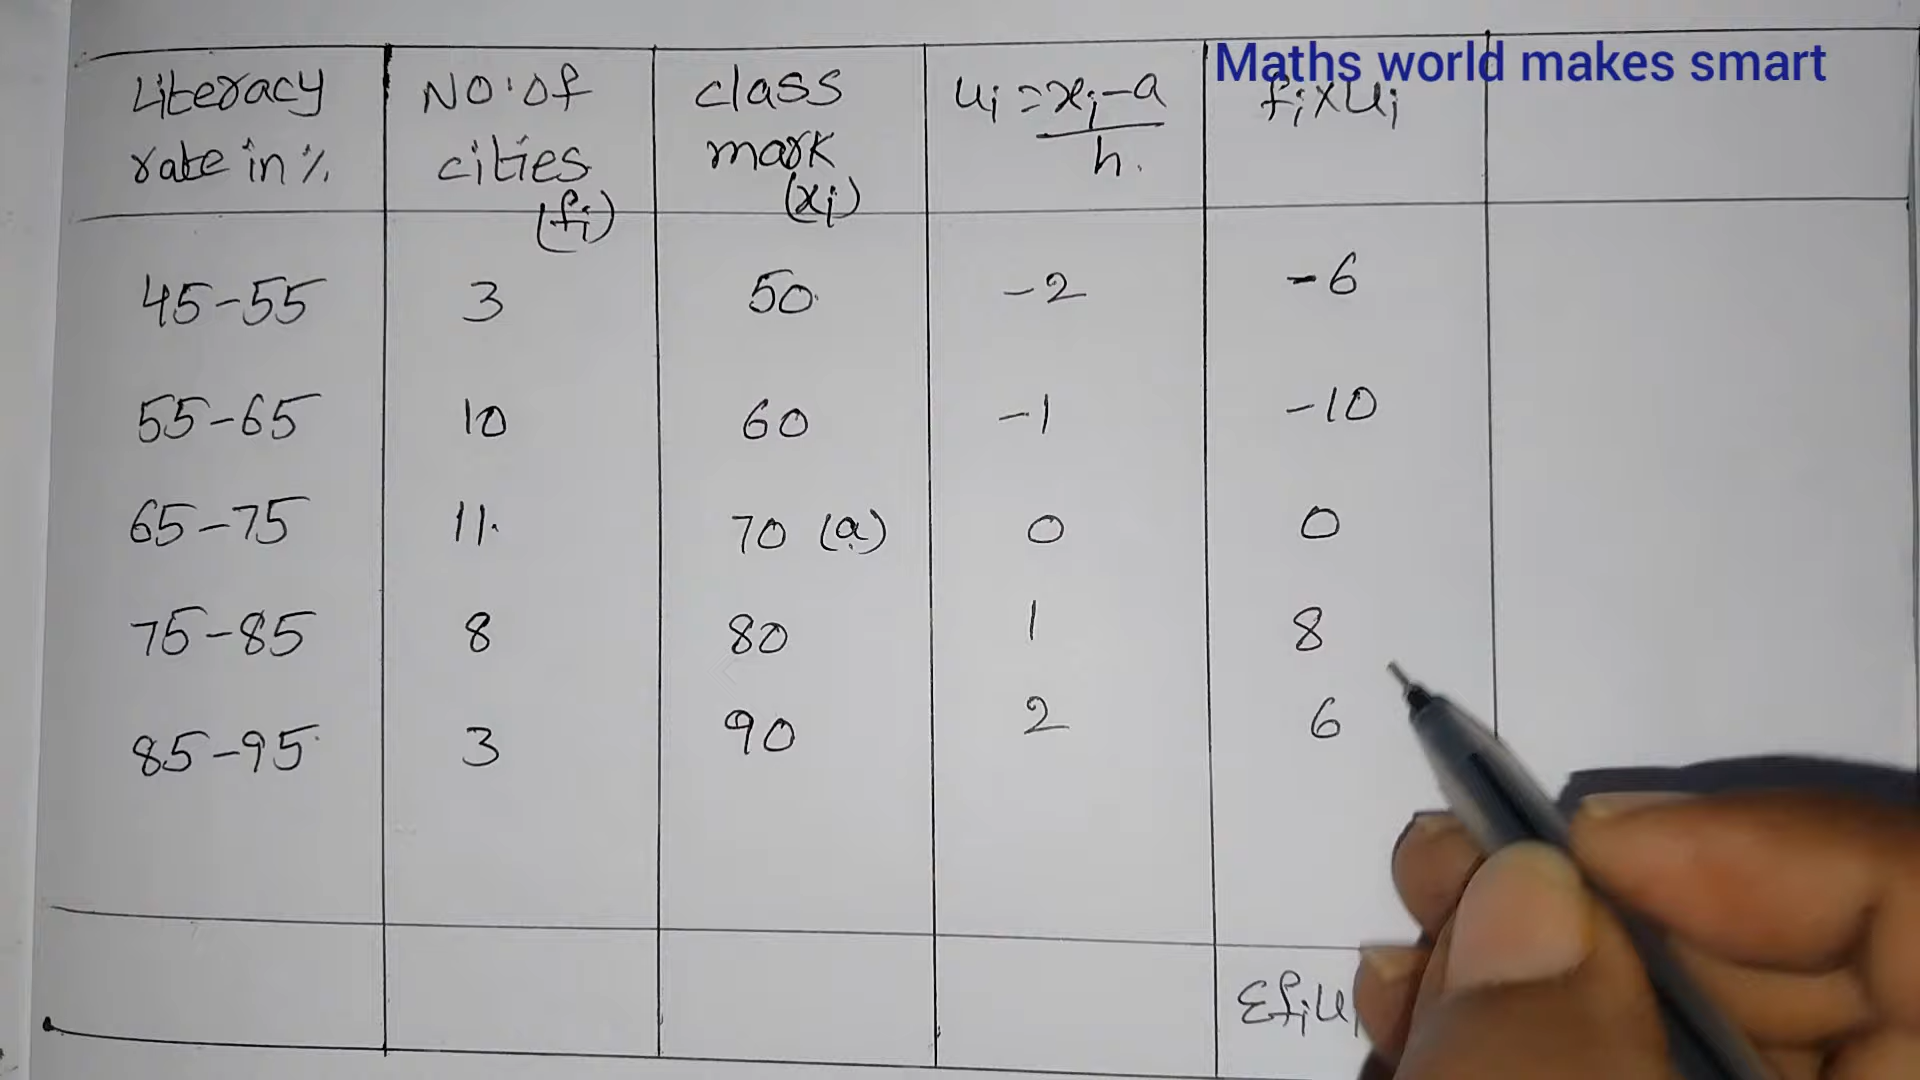 Maths world makes smart
Literacy rate in %
No. of cities (fi)
class mark (xi)
ui = xi-a
h.
fi×ui
45-55 3 50 -2 -6
55-65 10 60 -1 -10
65-75 11 70 (a) 0 0
75-85 8 80 1 8
85-95 3 90 2 6
Σfiui